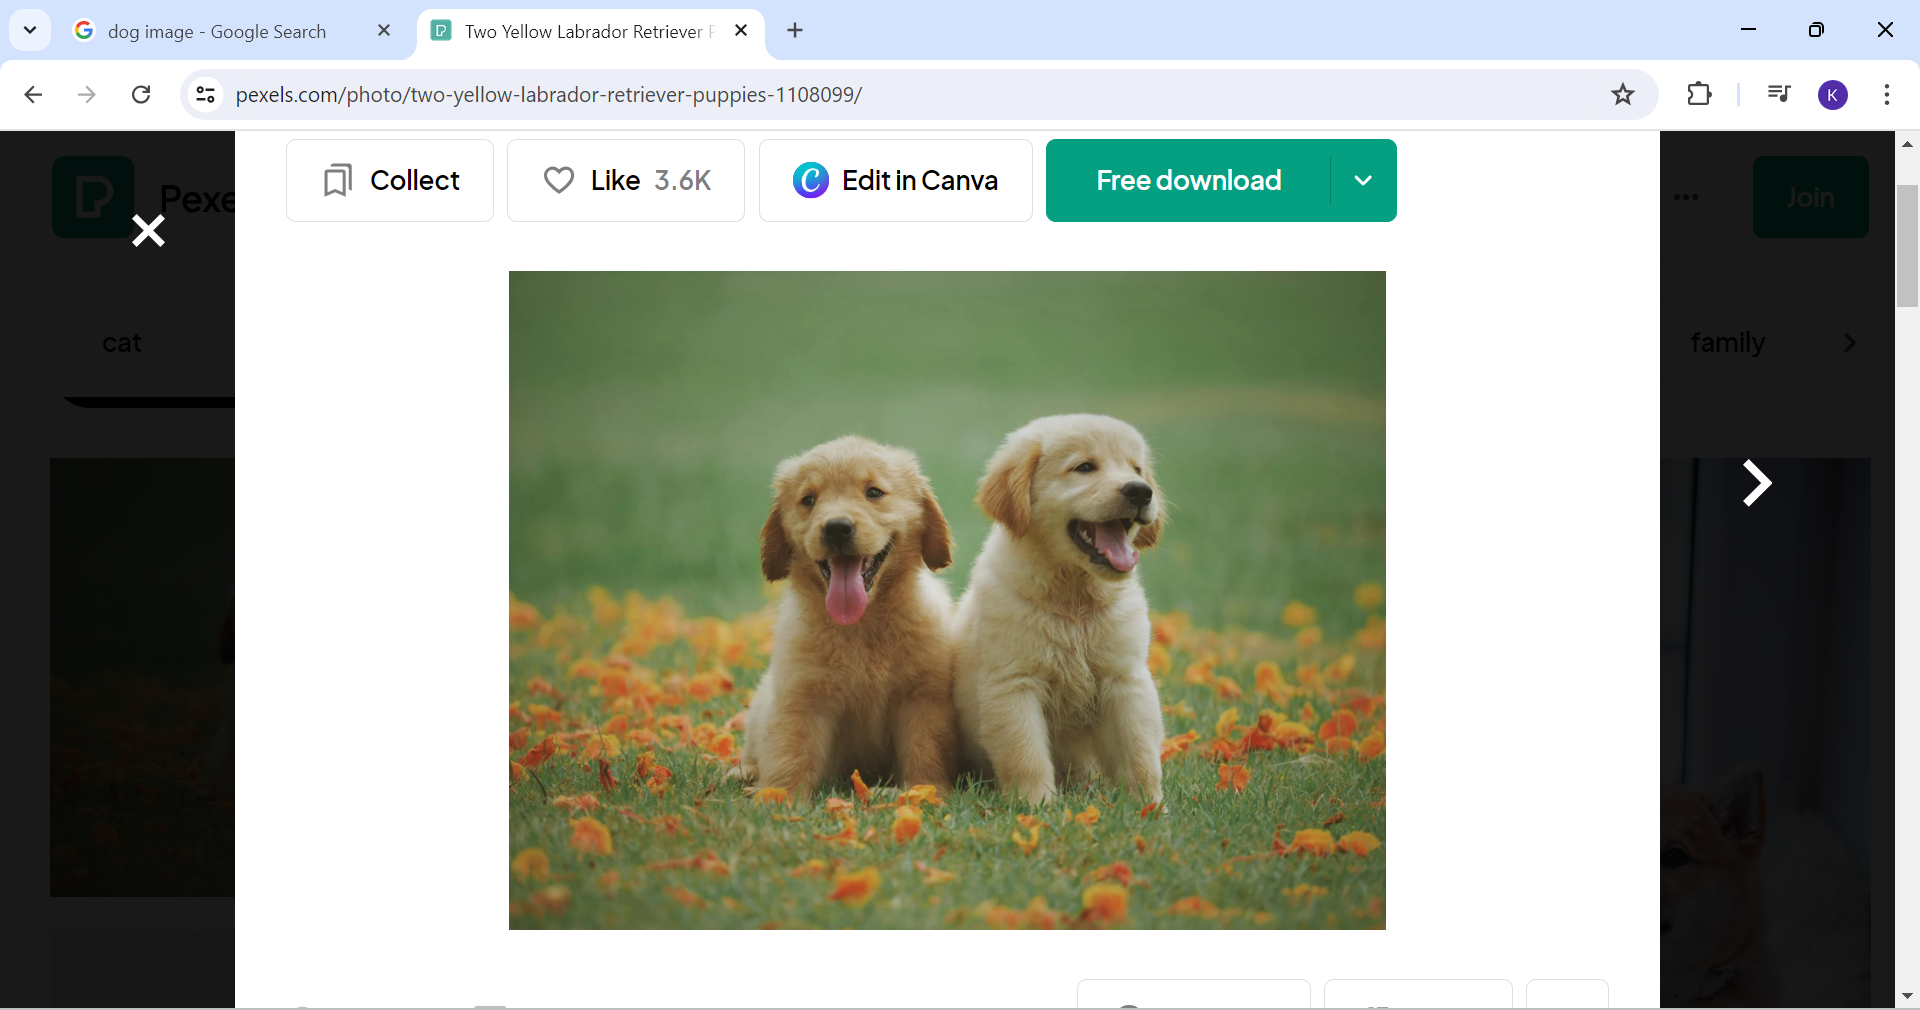 dog image - Google Search
Two Yellow Labrador Retriever
pexels.com/photo/two-yellow-labrador-retriever-puppies-1108099/
K
Collect
Like 3.6K
Edit in Canva
Free download
Pexe
Join
cat
family